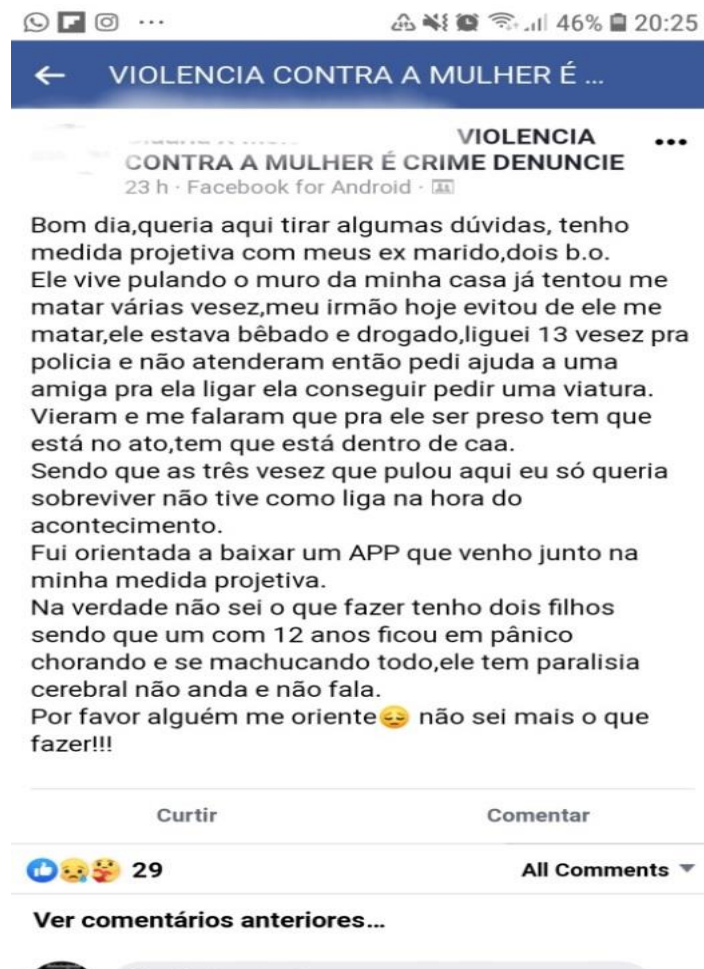 46% 20:25
VIOLENCIA CONTRA A MULHER É ...
VIOLENCIA
CONTRA A MULHER É CRIME DENUNCIE
23 h · Facebook for Android ·
Bom dia,queria aqui tirar algumas dúvidas, tenho
medida projetiva com meus ex marido,dois b.o.
Ele vive pulando o muro da minha casa já tentou me
matar várias vesez,meu irmão hoje evitou de ele me
matar,ele estava bêbado e drogado,liguei 13 vesez pra
policia e não atenderam então pedi ajuda a uma
amiga pra ela ligar ela conseguir pedir uma viatura.
Vieram e me falaram que pra ele ser preso tem que
está no ato,tem que está dentro de caa.
Sendo que as três vesez que pulou aqui eu só queria
sobreviver não tive como liga na hora do
acontecimento.
Fui orientada a baixar um APP que venho junto na
minha medida projetiva.
Na verdade não sei o que fazer tenho dois filhos
sendo que um com 12 anos ficou em pânico
chorando e se machucando todo,ele tem paralisia
cerebral não anda e não fala.
Por favor alguém me oriente😔 não sei mais o que
fazer!!!
Curtir Comentar
29 All Comments
Ver comentários anteriores...